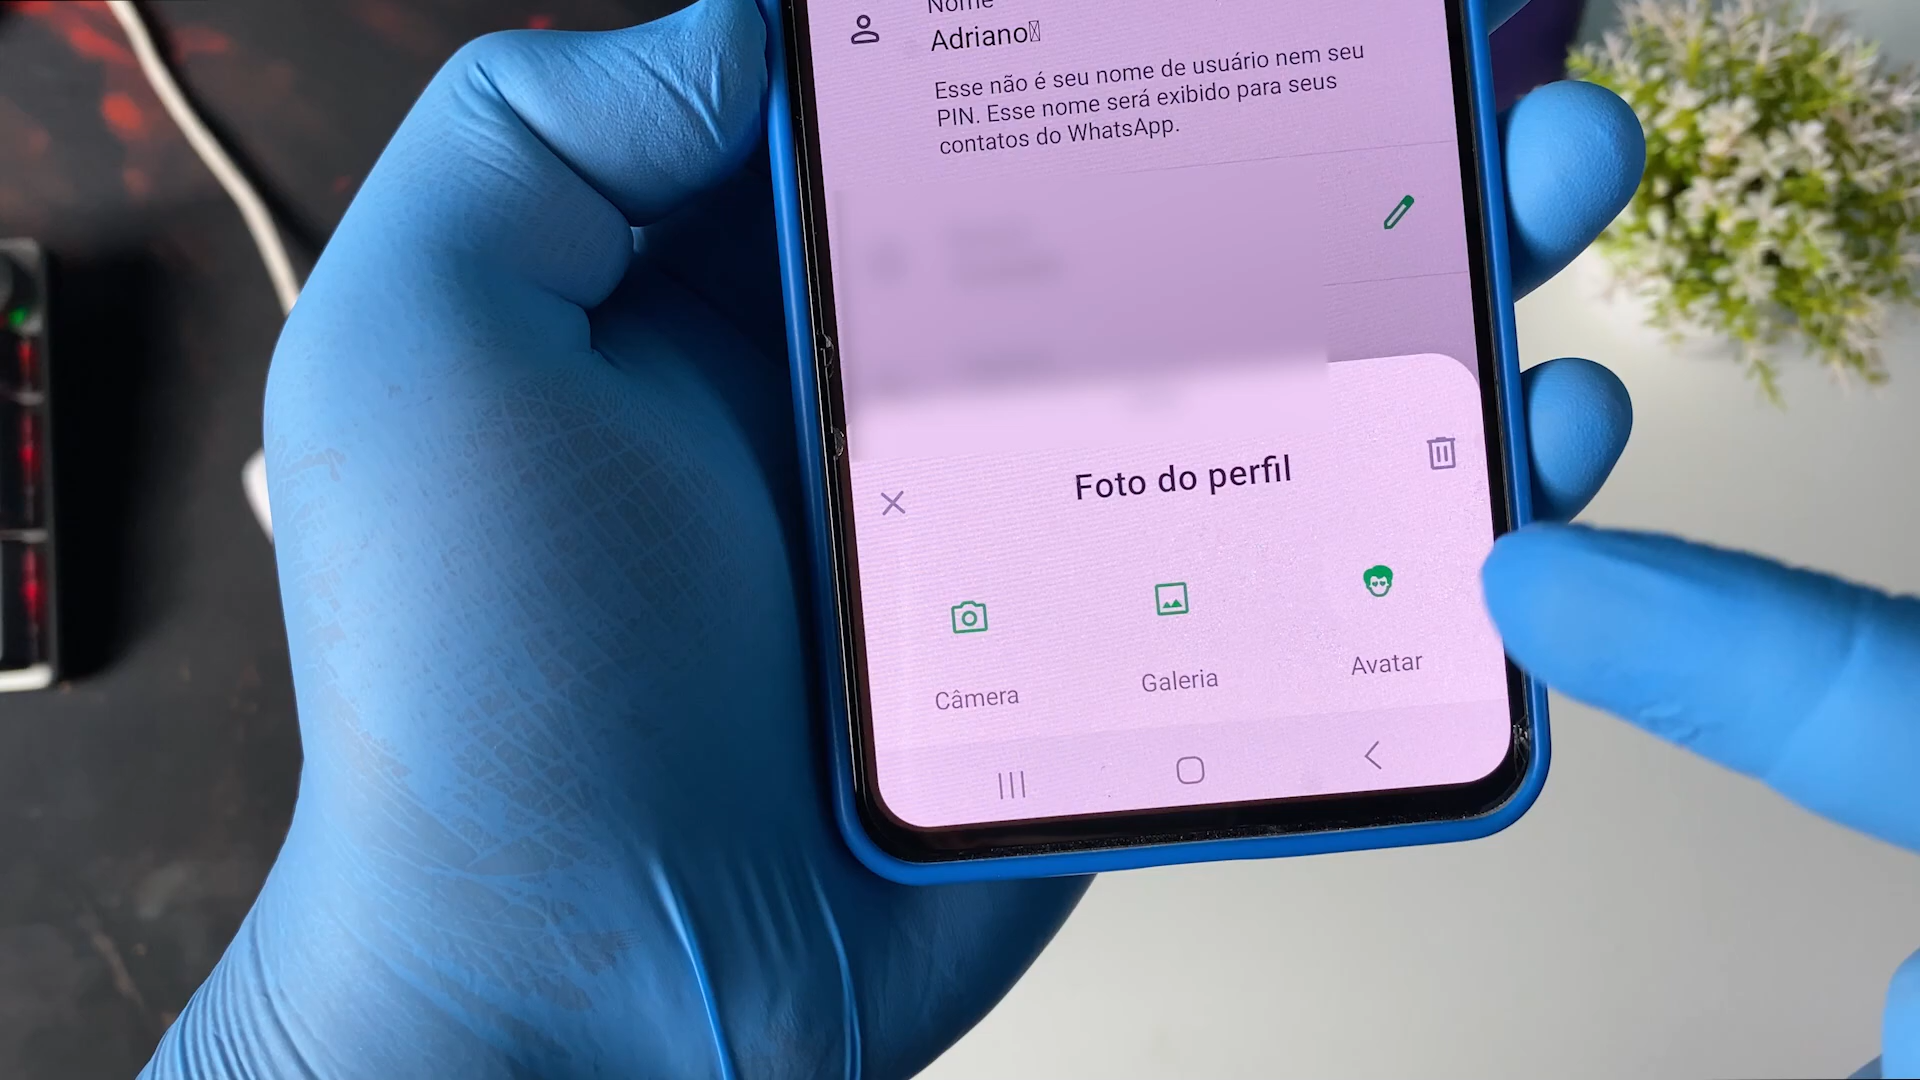 Nome
Adriano
Esse não é seu nome de usuário nem seu
PIN. Esse nome será exibido para seus
contatos do WhatsApp.
Foto do perfil
Câmera
Galeria
Avatar